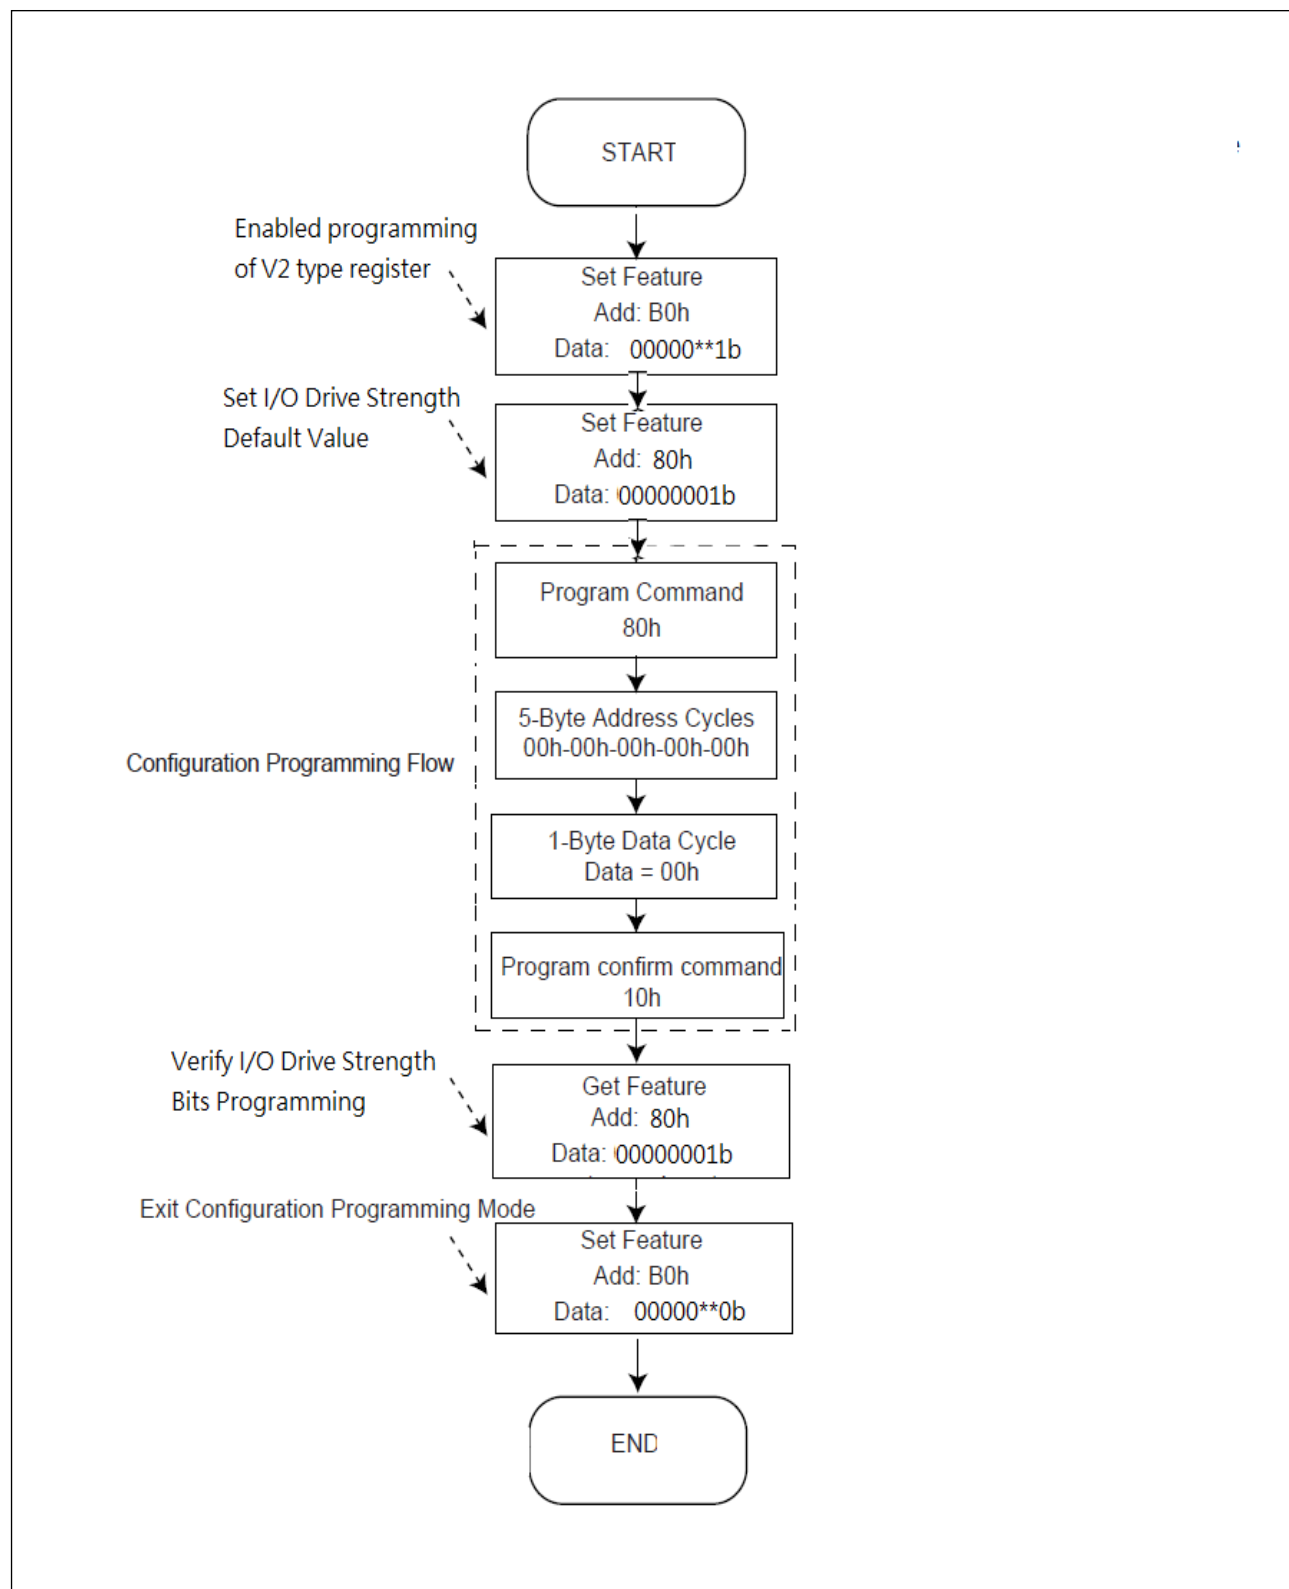 START
Enabled programming
of V2 type register
Set Feature
Add: B0h
Data: 00000**1b
Set I/O Drive Strength
Default Value
Set Feature
Add: 80h
Data: 00000001b
Program Command
80h
5-Byte Address Cycles
00h-00h-00h-00h-00h
Configuration Programming Flow
1-Byte Data Cycle
Data = 00h
Program confirm command
10h
Verify I/O Drive Strength
Bits Programming
Get Feature
Add: 80h
Data: 00000001b
Exit Configuration Programming Mode
Set Feature
Add: B0h
Data: 00000**0b
END